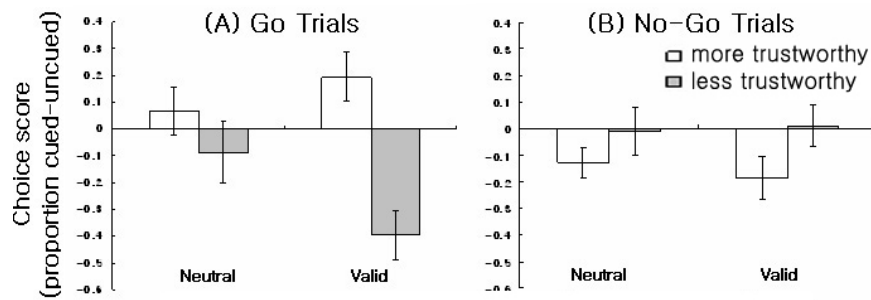 (A) Go Trials
(B) No-Go Trials
more trustworthy
less trustworthy
Choice score
(proportion cued-uncued)
0.4
0.3
0.2
0.1
0
-0.1
-0.2
-0.3
-0.4
-0.5
-0.6
Neutral
Valid
0.4
0.3
0.2
0.1
0
-0.1
-0.2
-0.3
-0.4
-0.5
-0.6
Neutral
Valid